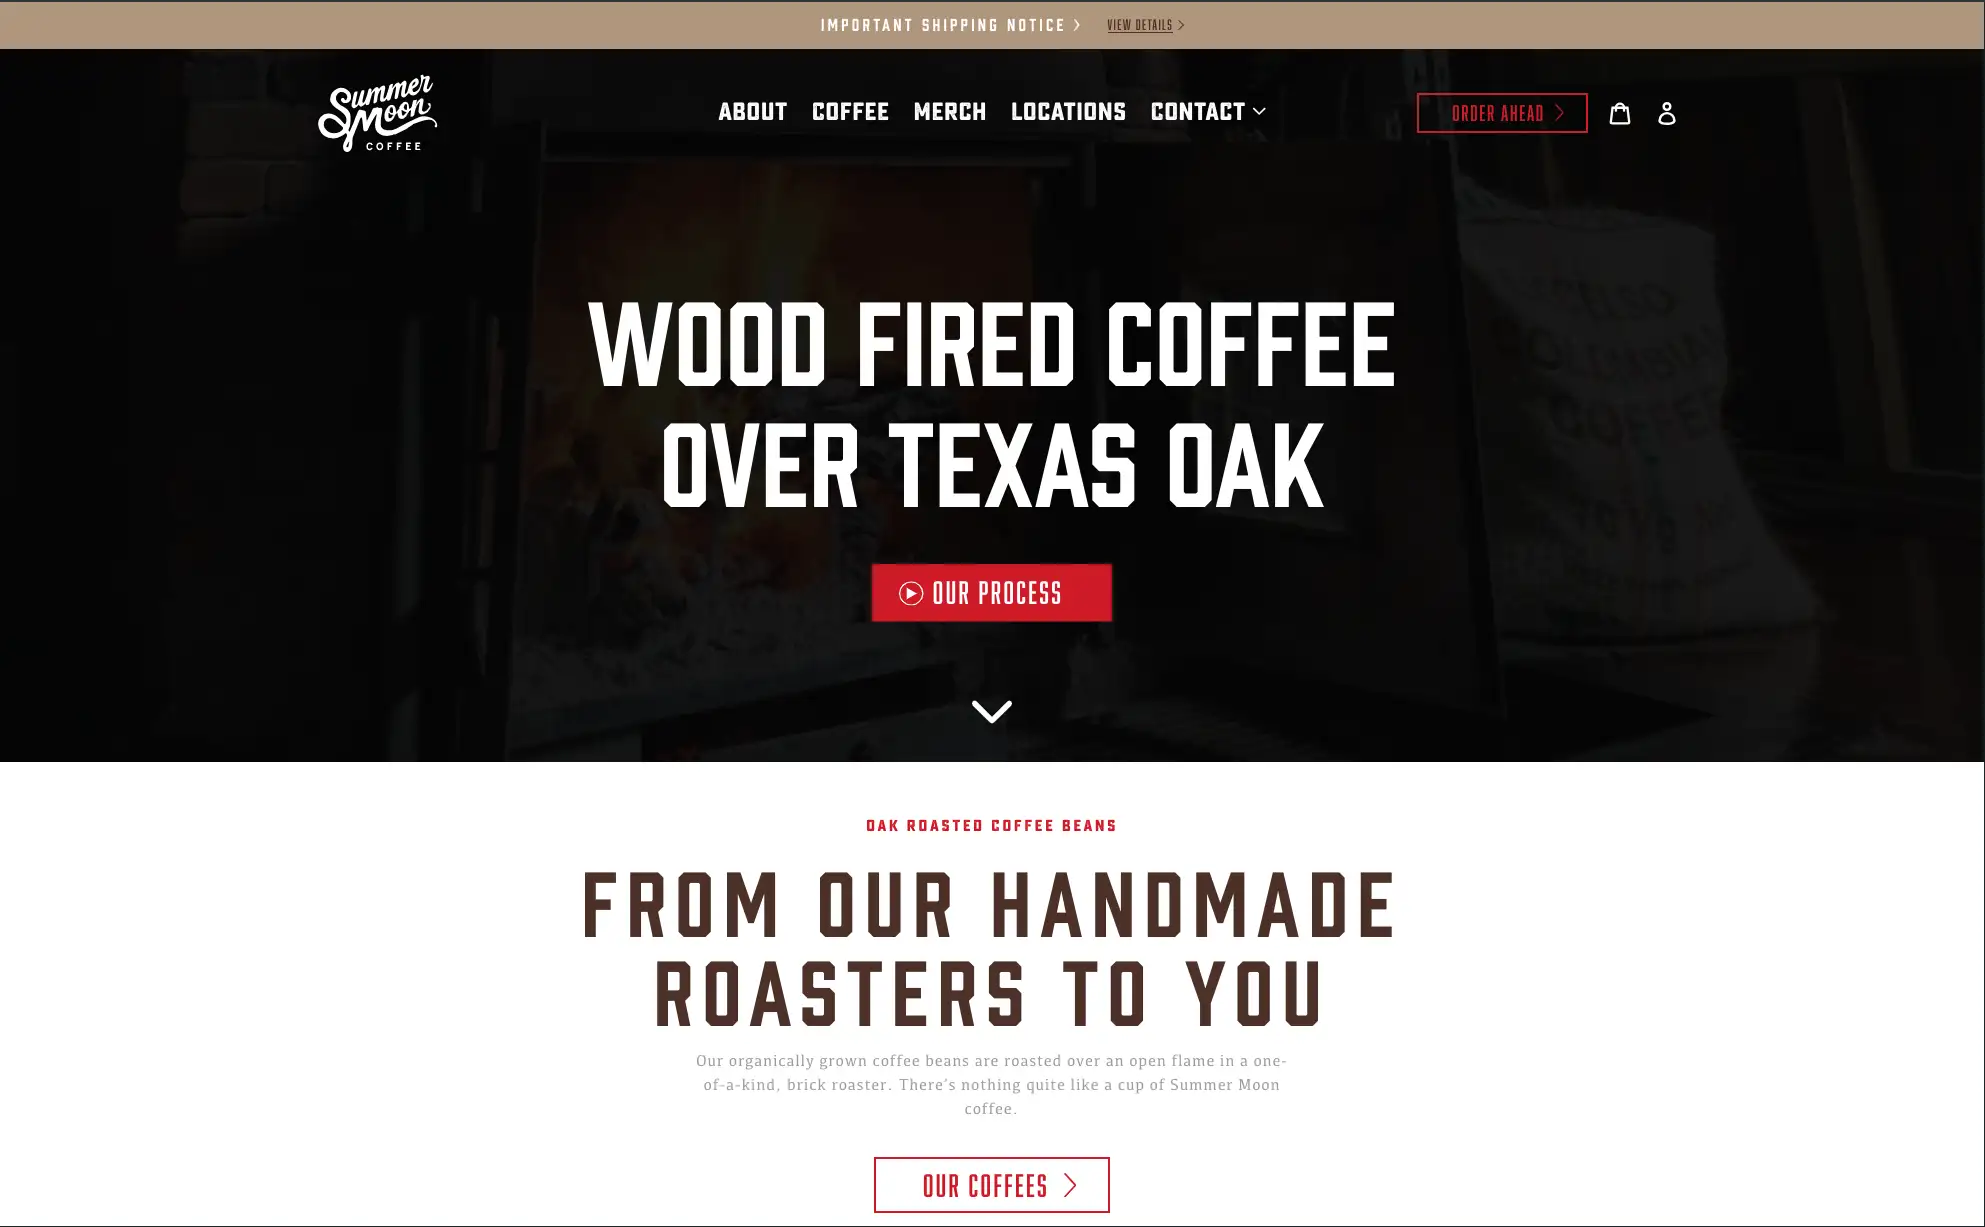 IMPORTANT SHIPPING NOTICE
VIEW DETAILS
Summer
Moon
COFFEE
ABOUT COFFEE MERCH LOCATIONS CONTACT
ORDER AHEAD
WOOD FIRED COFFEE
OVER TEXAS OAK
OUR PROCESS
OAK ROASTED COFFEE BEANS
FROM OUR HANDMADE
ROASTERS TO YOU
Our organically grown coffee beans are roasted over an open flame in a one-
of-a-kind, brick roaster. There's nothing quite like a cup of Summer Moon
coffee.
OUR COFFEES